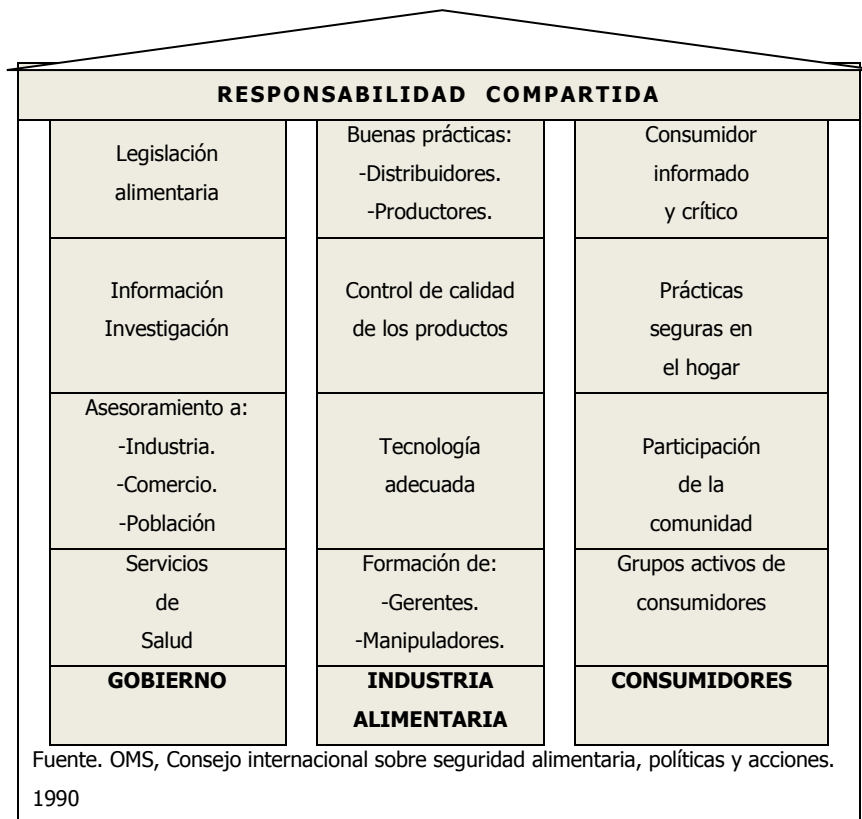 RESPONSABILIDAD COMPARTIDA
Legislación
alimentaria
Buenas prácticas:
-Distribuidores.
-Productores.
Consumidor
informado
y crítico
Información
Investigación
Control de calidad
de los productos
Prácticas
seguras en
el hogar
Asesoramiento a:
-Industria.
-Comercio.
-Población
Tecnología
adecuada
Participación
de la
comunidad
Servicios
de
Salud
Formación de:
-Gerentes.
-Manipuladores.
Grupos activos de
consumidores
GOBIERNO
INDUSTRIA
ALIMENTARIA
CONSUMIDORES
Fuente. OMS, Consejo internacional sobre seguridad alimentaria, políticas y acciones.
1990